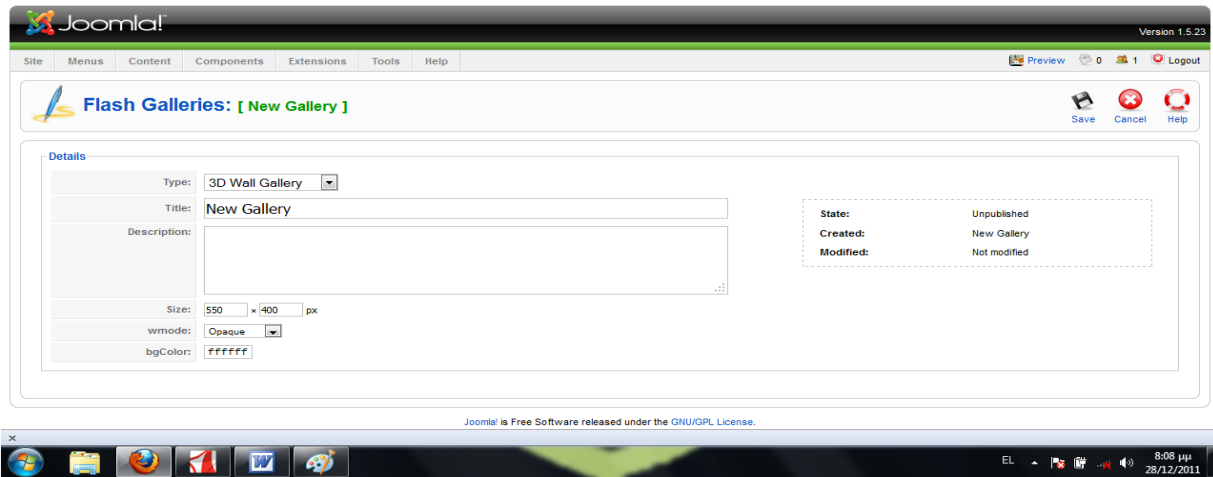 Joomla!
Version 1.5.23
Site Menus Content Components Extensions Tools Help Preview 0 1 Logout
Flash Galleries: [ New Gallery ]
Save Cancel Help
Details
Type: 3D Wall Gallery
Title: New Gallery
Description:
Size: 550 × 400 px
wmode: Opaque
bgColor: ffffff
State: Unpublished
Created: New Gallery
Modified: Not modified
Joomla! is Free Software released under the GNU/GPL License.
EL 8:08 μμ
28/12/2011